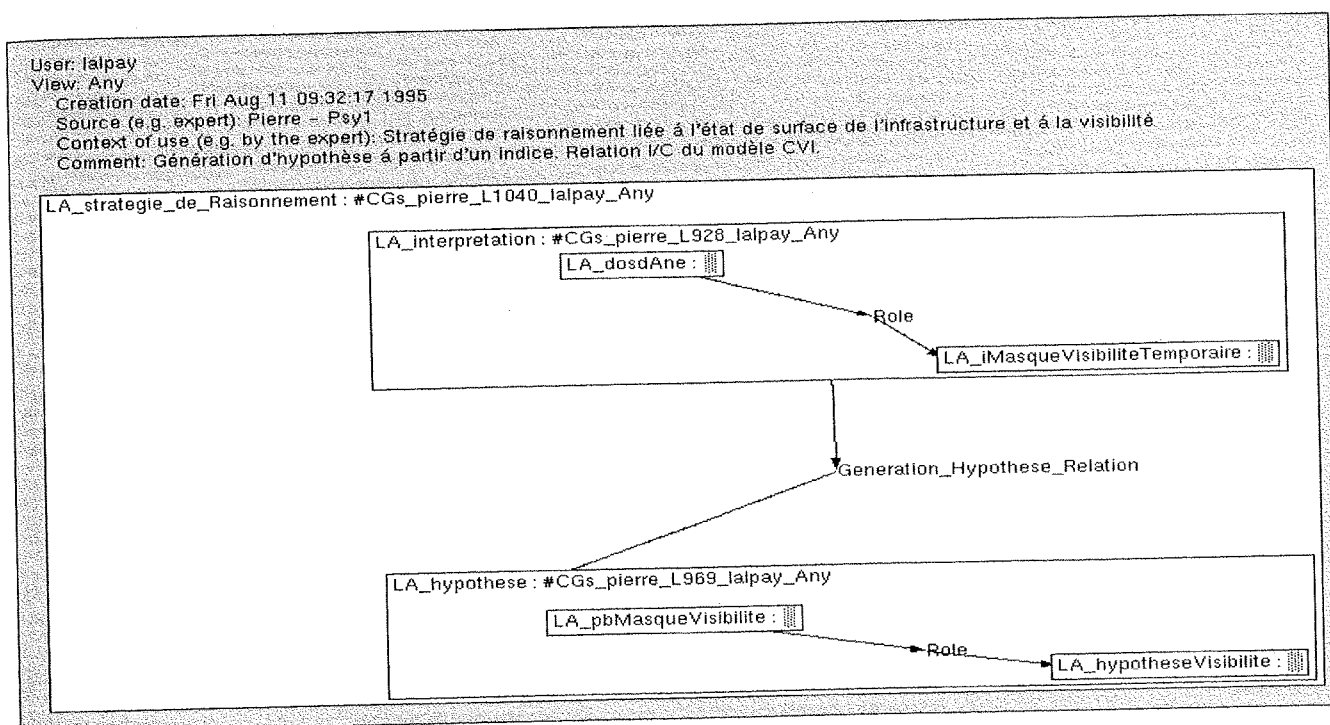 User: lalpay
View: Any
Creation date: Fri Aug 11 09:32:17 1995
Source (e.g. expert): Pierre - Psy1
Context of use (e.g. by the expert): Stratégie de raisonnement liée á l'état de surface de l'infrastructure et á la visibilité
Comment: Génération d'hypothèse á partir d'un indice. Relation I/C du modèle CVI.
LA_strategie_de_Raisonnement : #CGs_pierre_L1040_lalpay_Any
LA_interpretation : #CGs_pierre_L928_lalpay_Any
LA_dosdAne :
Role
LA_iMasqueVisibiliteTemporaire :
Generation_Hypothese_Relation
LA_hypothese : #CGs_pierre_L969_lalpay_Any
LA_pbMasqueVisibilite :
Role
LA_hypotheseVisibilite :